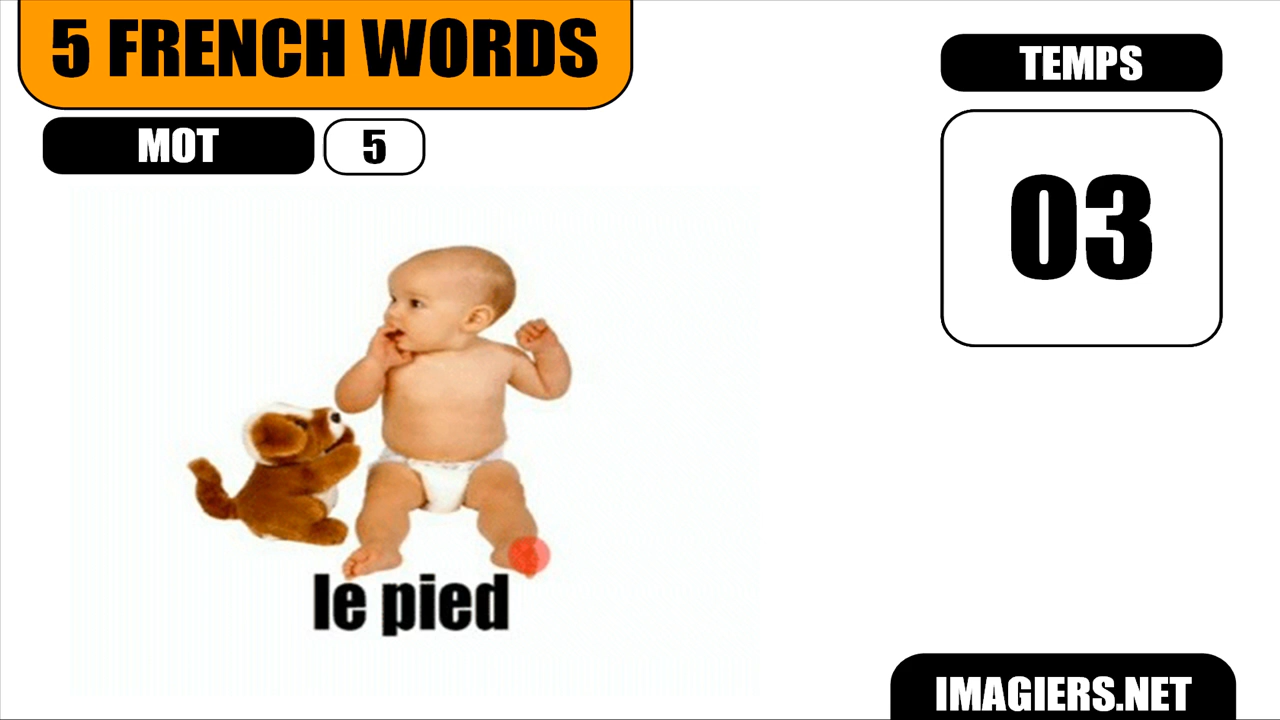 5 FRENCH WORDS
MOT 5
TEMPS
03
le pied
IMAGIERS.NET